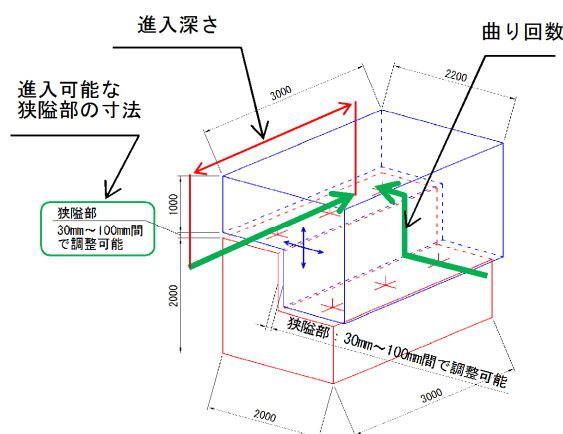 進入深さ
曲り回数
進入可能な
狭隘部の寸法
3000
2200
1000
狭隘部
30mm～100mm間
で調整可能
2000
狭隘部：30mm～100mm間で調整可能
2000
3000